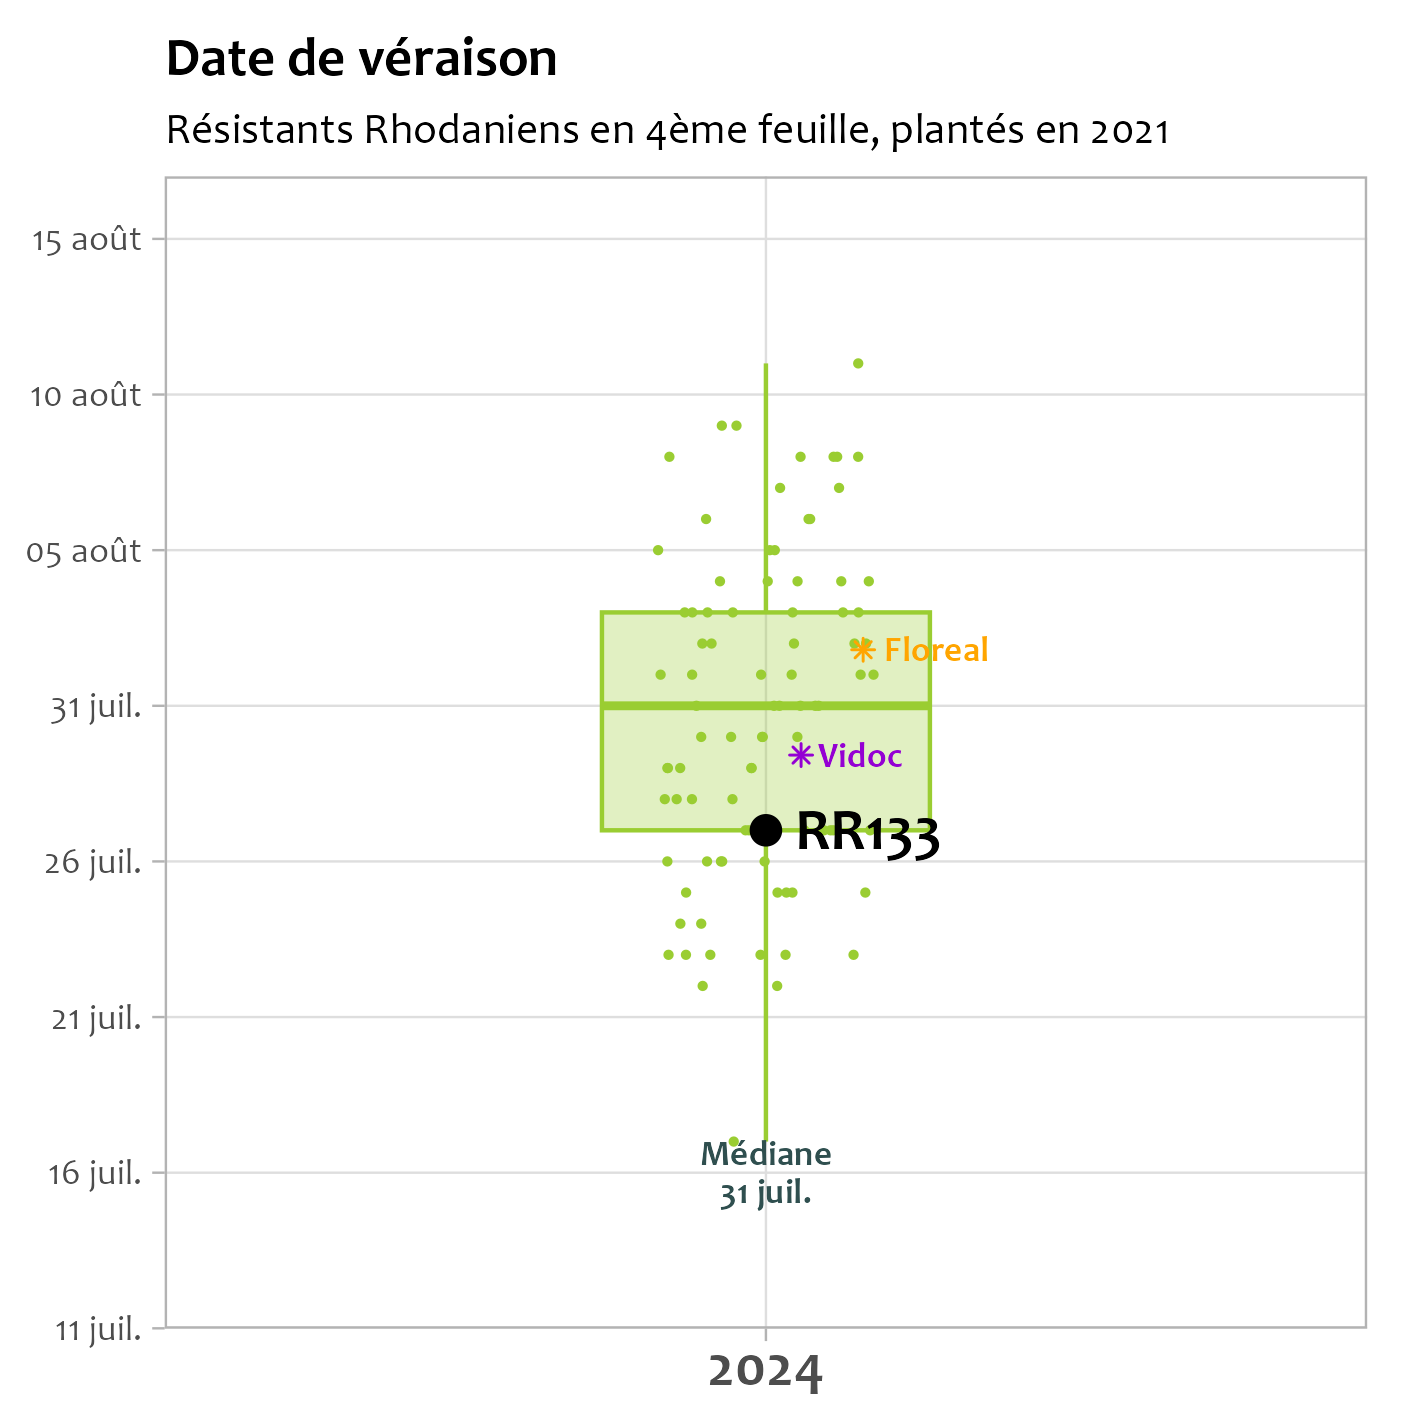 Date de véraison
Résistants Rhodaniens en 4ème feuille, plantés en 2021
15 août
10 août
05 août
Floreal
31 juil.
Vidoc
RR133
26 juil.
21 juil.
Médiane
16 juil.
31 juil.
11 juil.
2024